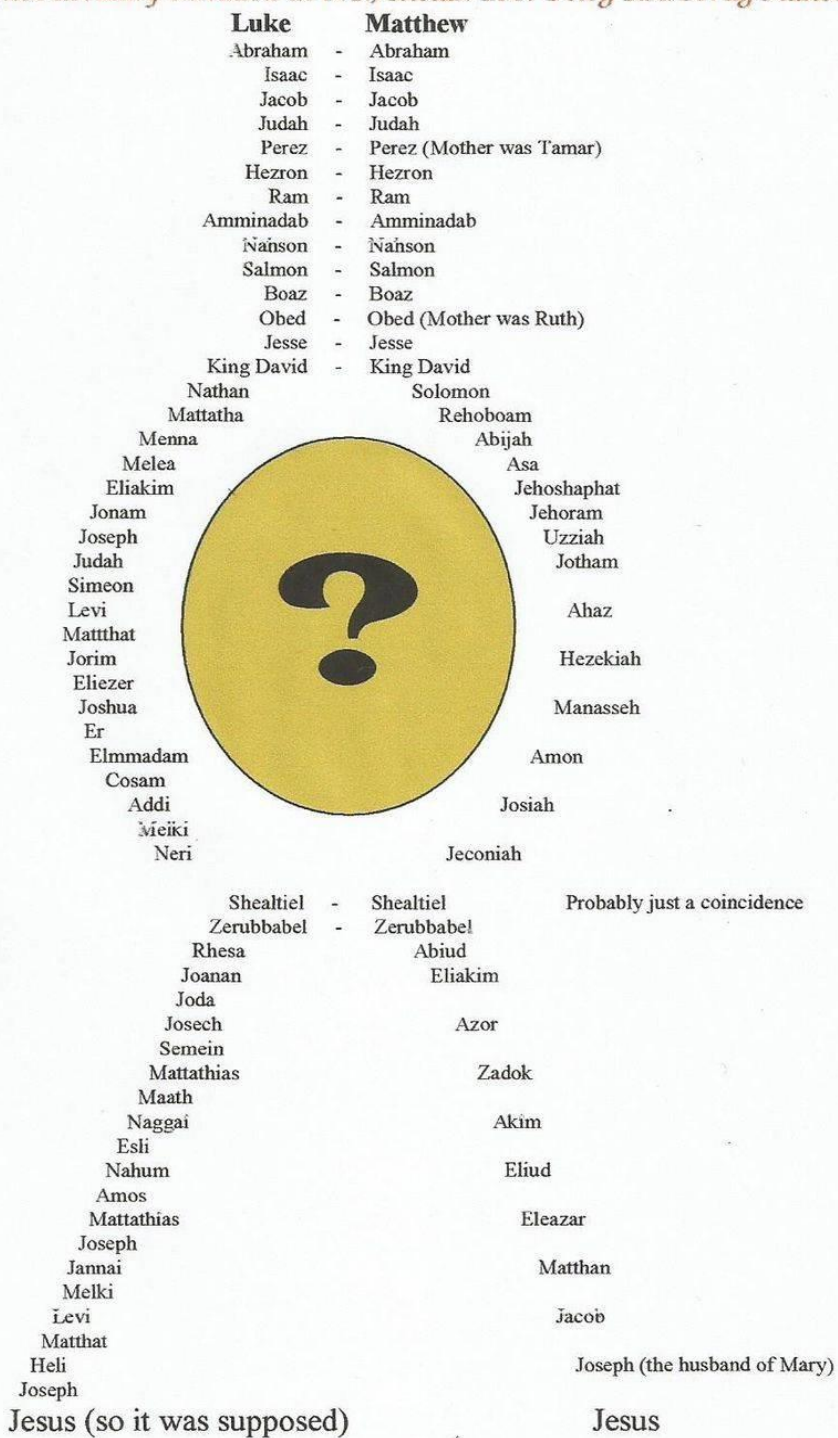 Luke Matthew
Abraham - Abraham
Isaac - Isaac
Jacob - Jacob
Judah - Judah
Perez - Perez (Mother was Tamar)
Hezron - Hezron
Ram - Ram
Amminadab - Amminadab
Nahson - Nahson
Salmon - Salmon
Boaz - Boaz
Obed - Obed (Mother was Ruth)
Jesse - Jesse
King David - King David
Nathan Solomon
Mattatha Rehoboam
Menna Abijah
Melea Asa
Eliakim Jehoshaphat
Jonam Jehoram
Joseph Uzziah
Judah Jotham
Simeon
Levi Ahaz
Mattthat
Jorim Hezekiah
Eliezer
Joshua Manasseh
Er
Elmmadam Amon
Cosam
Addi Josiah
Melki
Neri Jeconiah
?
Shealtiel - Shealtiel Probably just a coincidence
Zerubbabel - Zerubbabel
Rhesa Abiud
Joanan Eliakim
Joda
Josech Azor
Semein
Mattathias Zadok
Maath
Naggai Akim
Esli
Nahum Eliud
Amos
Mattathias Eleazar
Joseph
Jannai Matthan
Melki
Levi Jacob
Matthat
Heli Joseph (the husband of Mary)
Joseph
Jesus (so it was supposed) Jesus